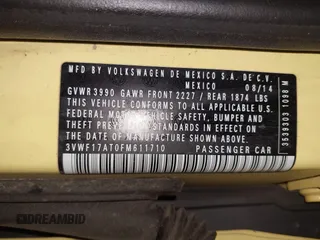 MFD BY VOLKSWAGEN DE MEXICO S.A. DE C.V.
MEXICO 08/14
GVWR 3990 GAWR FRONT 2227 / REAR 1874 LBS
THIS VEHICLE CONFORMS TO ALL APPLICABLE U.S.
FEDERAL MOTOR VEHICLE SAFETY, BUMPER AND
THEFT PREVENTION STANDARDS IN EFFECT ON
THE DATE OF MANUFACTURE SHOWN ABOVE
3VWF17AT0FM611710 PASSENGER CAR
3539303 1098 M
© DREAMBID